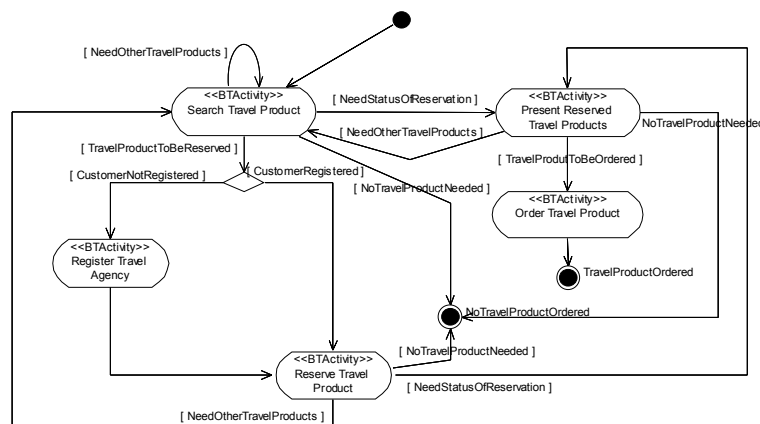 [ NeedOtherTravelProducts ]
<<BTActivity>>
Search Travel Product
[ NeedStatusOfReservation ]
<<BTActivity>>
Present Reserved
Travel Products
NoTravelProductNeeded
[ NeedOtherTravelProducts ]
[ TravelProductToBeReserved ]
[ TravelProdutToBeOrdered ]
[ CustomerNotRegistered ]
[ CustomerRegistered ]
[ NoTravelProductNeeded ]
<<BTActivity>>
Order Travel Product
<<BTActivity>>
Register Travel
Agency
TravelProductOrdered
NoTravelProductOrdered
[ NoTravelProductNeeded ]
<<BTActivity>>
Reserve Travel
Product
[ NeedStatusOfReservation ]
[ NeedOtherTravelProducts ]